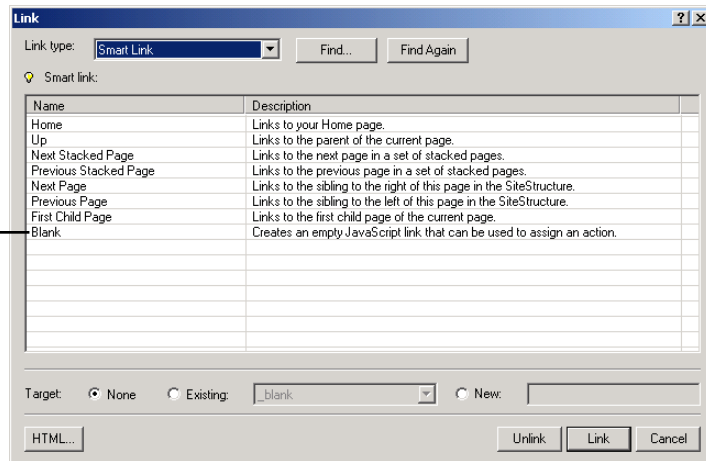 Link
Link type: Smart Link Find... Find Again
Smart link:
Name Description
Home Links to your Home page.
Up Links to the parent of the current page.
Next Stacked Page Links to the next page in a set of stacked pages.
Previous Stacked Page Links to the previous page in a set of stacked pages.
Next Page Links to the sibling to the right of this page in the SiteStructure.
Previous Page Links to the sibling to the left of this page in the SiteStructure.
First Child Page Links to the first child page of the current page.
Blank Creates an empty JavaScript link that can be used to assign an action.
Target: None Existing: _blank New:
HTML... Unlink Link Cancel